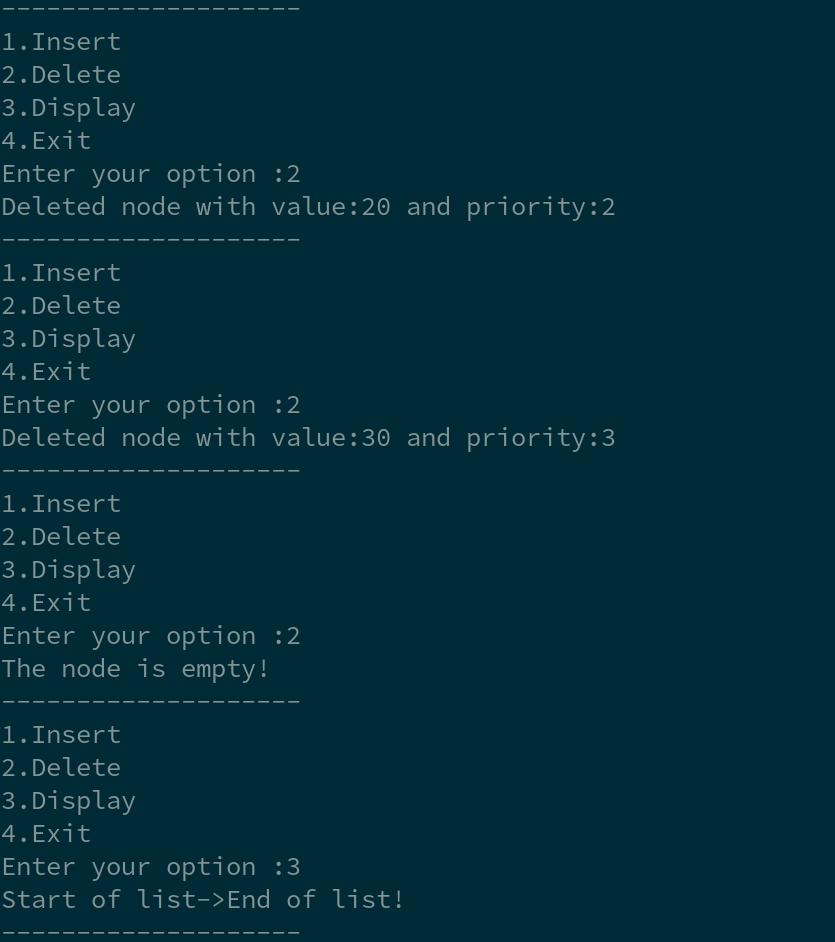 --------------------
1.Insert
2.Delete
3.Display
4.Exit
Enter your option :2
Deleted node with value:20 and priority:2
--------------------
1.Insert
2.Delete
3.Display
4.Exit
Enter your option :2
Deleted node with value:30 and priority:3
--------------------
1.Insert
2.Delete
3.Display
4.Exit
Enter your option :2
The node is empty!
--------------------
1.Insert
2.Delete
3.Display
4.Exit
Enter your option :3
Start of list->End of list!
--------------------